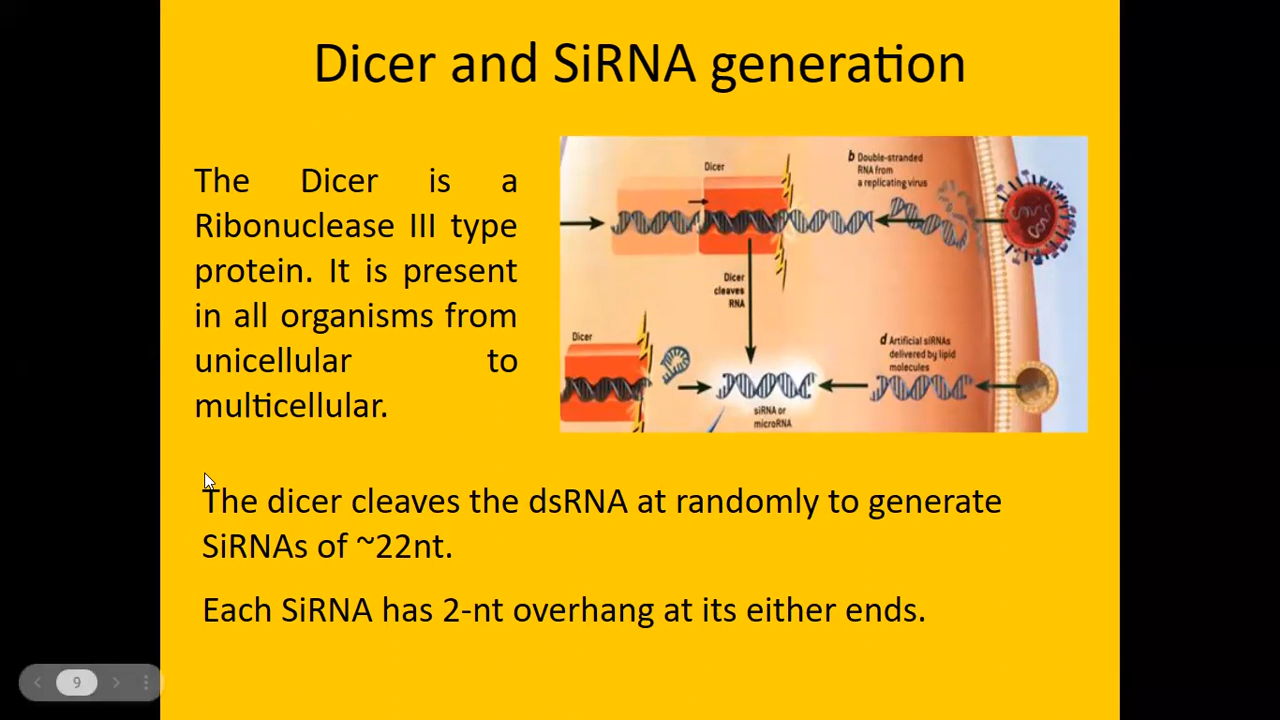 Dicer and SiRNA generation
The Dicer is a
Ribonuclease III type
protein. It is present
in all organisms from
unicellular to
multicellular.
Dicer
b Double-stranded
RNA from
a replicating virus
Dicer
cleaves
RNA
Dicer
d Artificial siRNAs
delivered by lipid
molecules
siRNA or
microRNA
The dicer cleaves the dsRNA at randomly to generate
SiRNAs of ~22nt.
Each SiRNA has 2-nt overhang at its either ends.
9